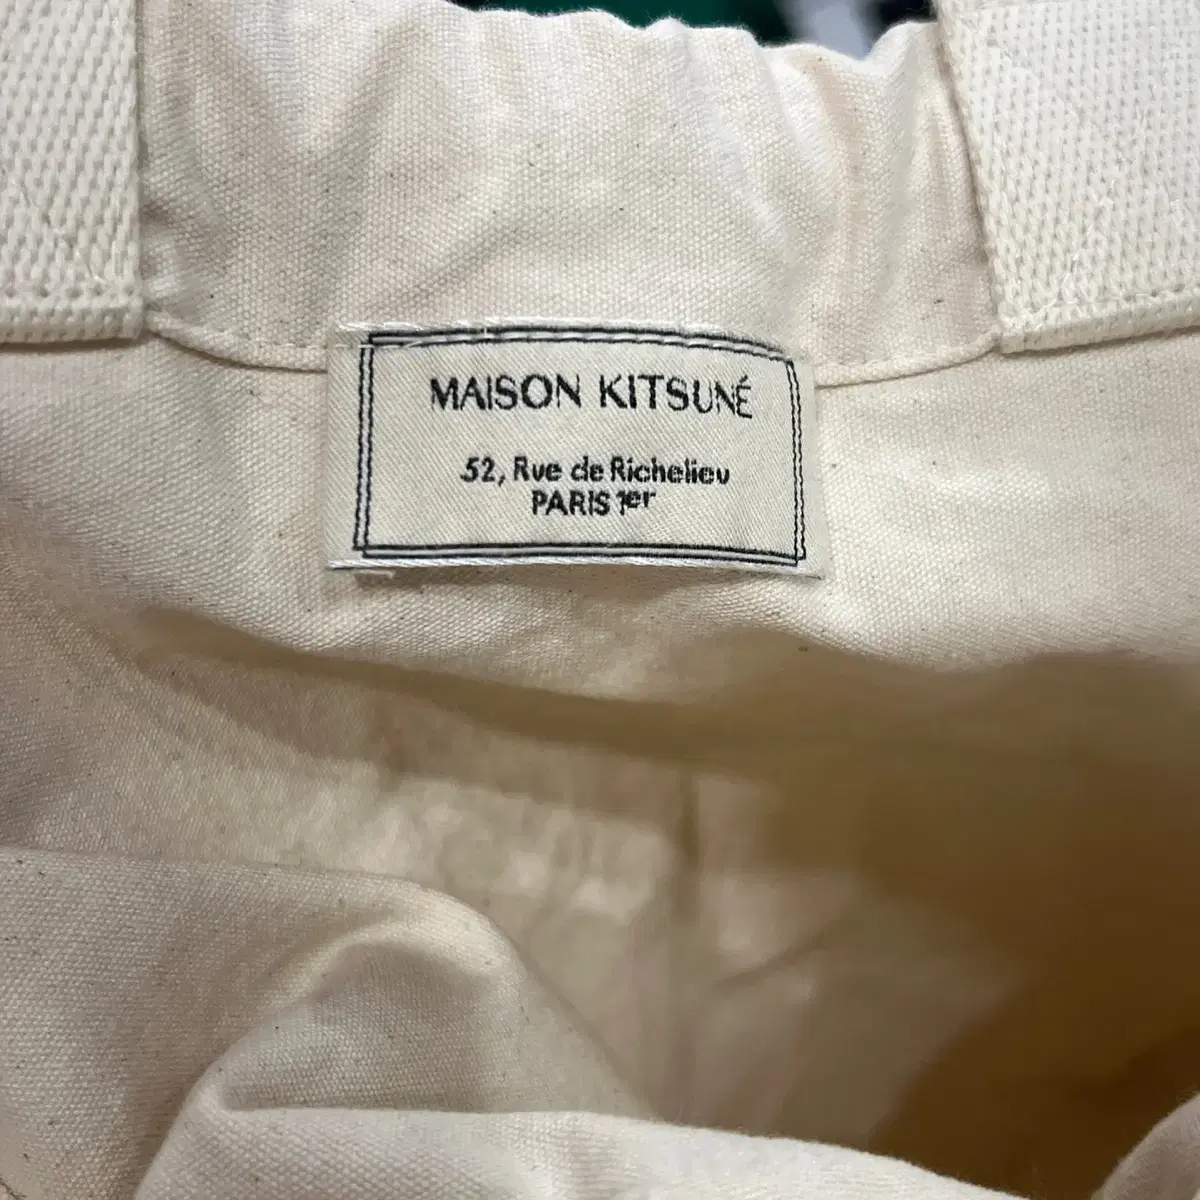 MAISON KITSUNÉ
52, Rue de Richelieu
PARIS 1er